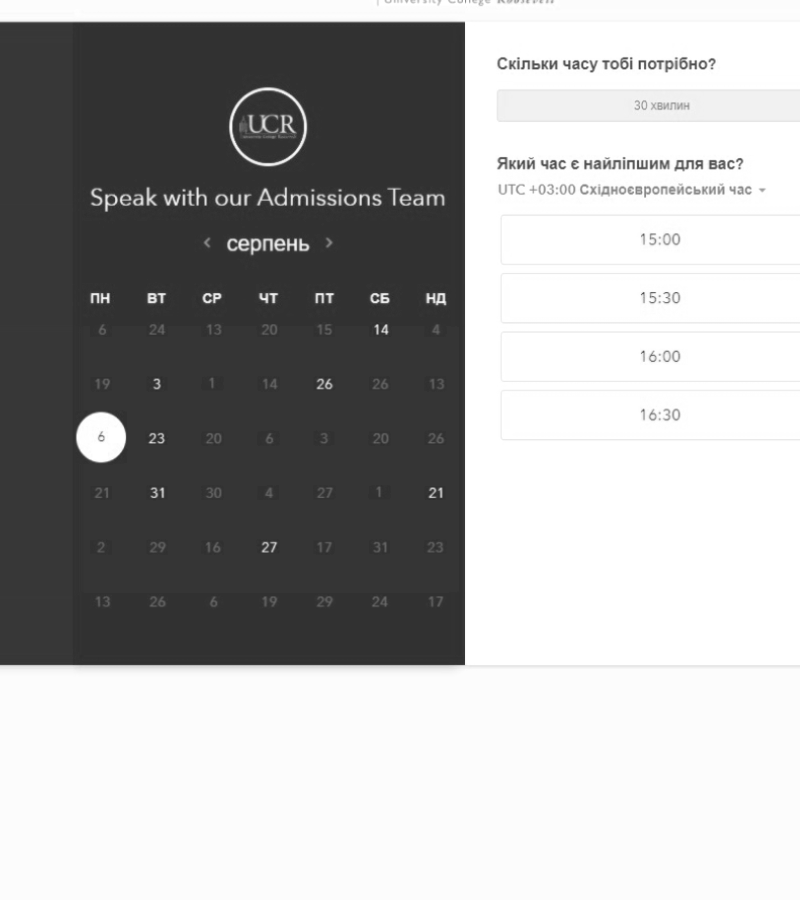 University College
UCR
Speak with our Admissions Team
‹ серпень ›
ПН ВТ СР ЧТ ПТ СБ НД
6 24 13 20 15 14 4
19 3 1 14 26 26 13
6 23 20 6 3 20 26
21 31 30 4 27 1 21
2 29 16 27 17 31 23
13 26 6 19 29 24 17
Скільки часу тобі потрібно?
30 хвилин
Який час є найліпшим для вас?
UTC +03:00 Східноєвропейський час
15:00
15:30
16:00
16:30